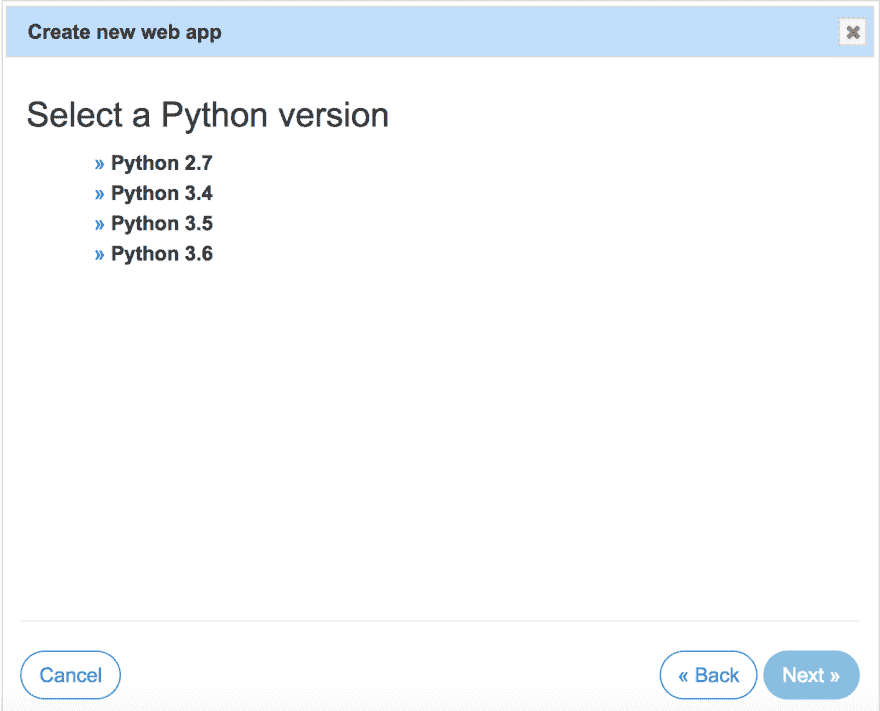 Create new web app
Select a Python version
» Python 2.7
» Python 3.4
» Python 3.5
» Python 3.6
Cancel
« Back
Next »